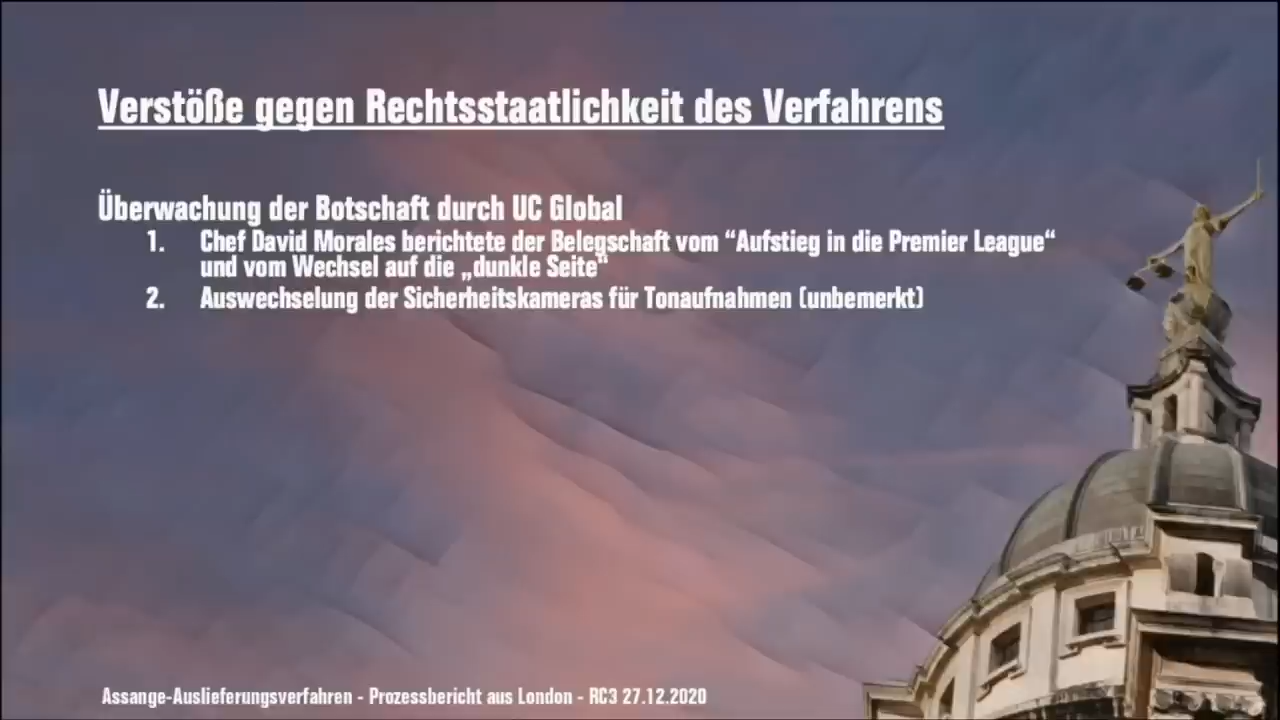 Verstöße gegen Rechtsstaatlichkeit des Verfahrens
Überwachung der Botschaft durch UC Global
1. Chef David Morales berichtete der Belegschaft vom “Aufstieg in die Premier League“
und vom Wechsel auf die „dunkle Seite“
2. Auswechselung der Sicherheitskameras für Tonaufnahmen (unbemerkt)
Assange-Auslieferungsverfahren - Prozessbericht aus London - RC3 27.12.2020